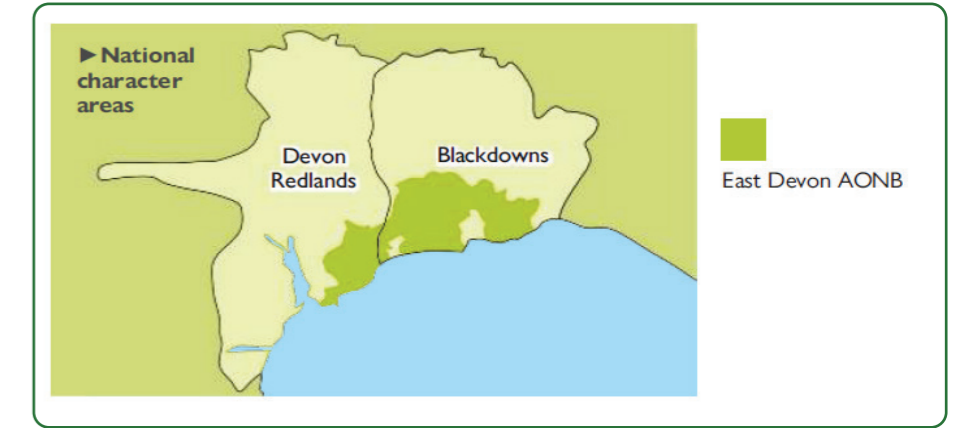 ►National
character
areas
Devon
Redlands
Blackdowns
East Devon AONB